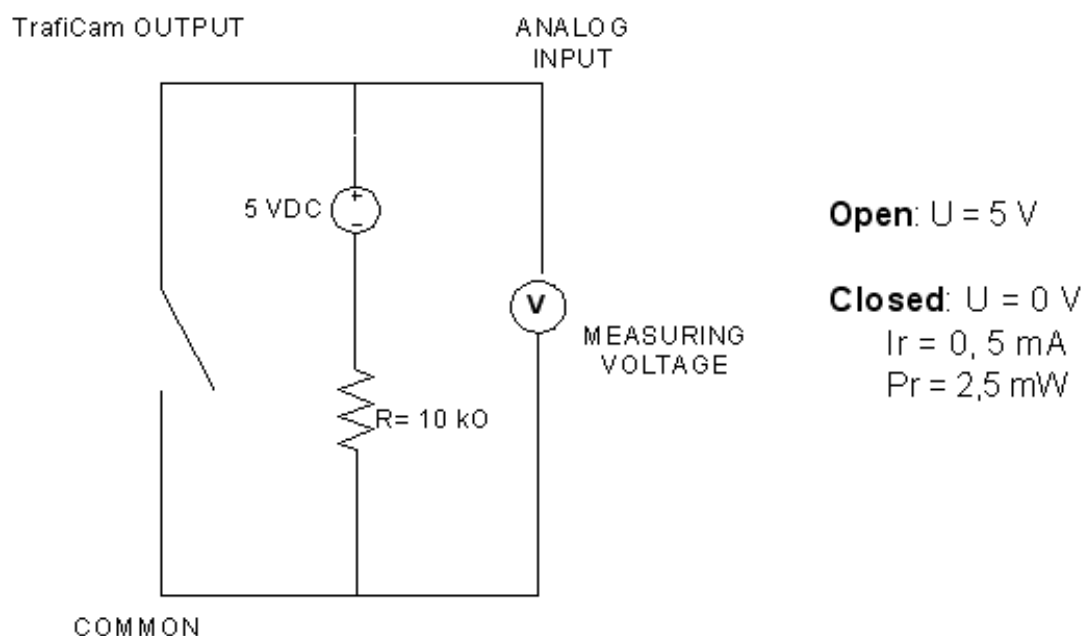 TrafiCam OUTPUT
ANALOG
INPUT
5 VDC
+
-
V
MEASURING
VOLTAGE
R= 10 kO
COMMON
Open: U = 5 V
Closed: U = 0 V
Ir = 0, 5 mA
Pr = 2,5 mW